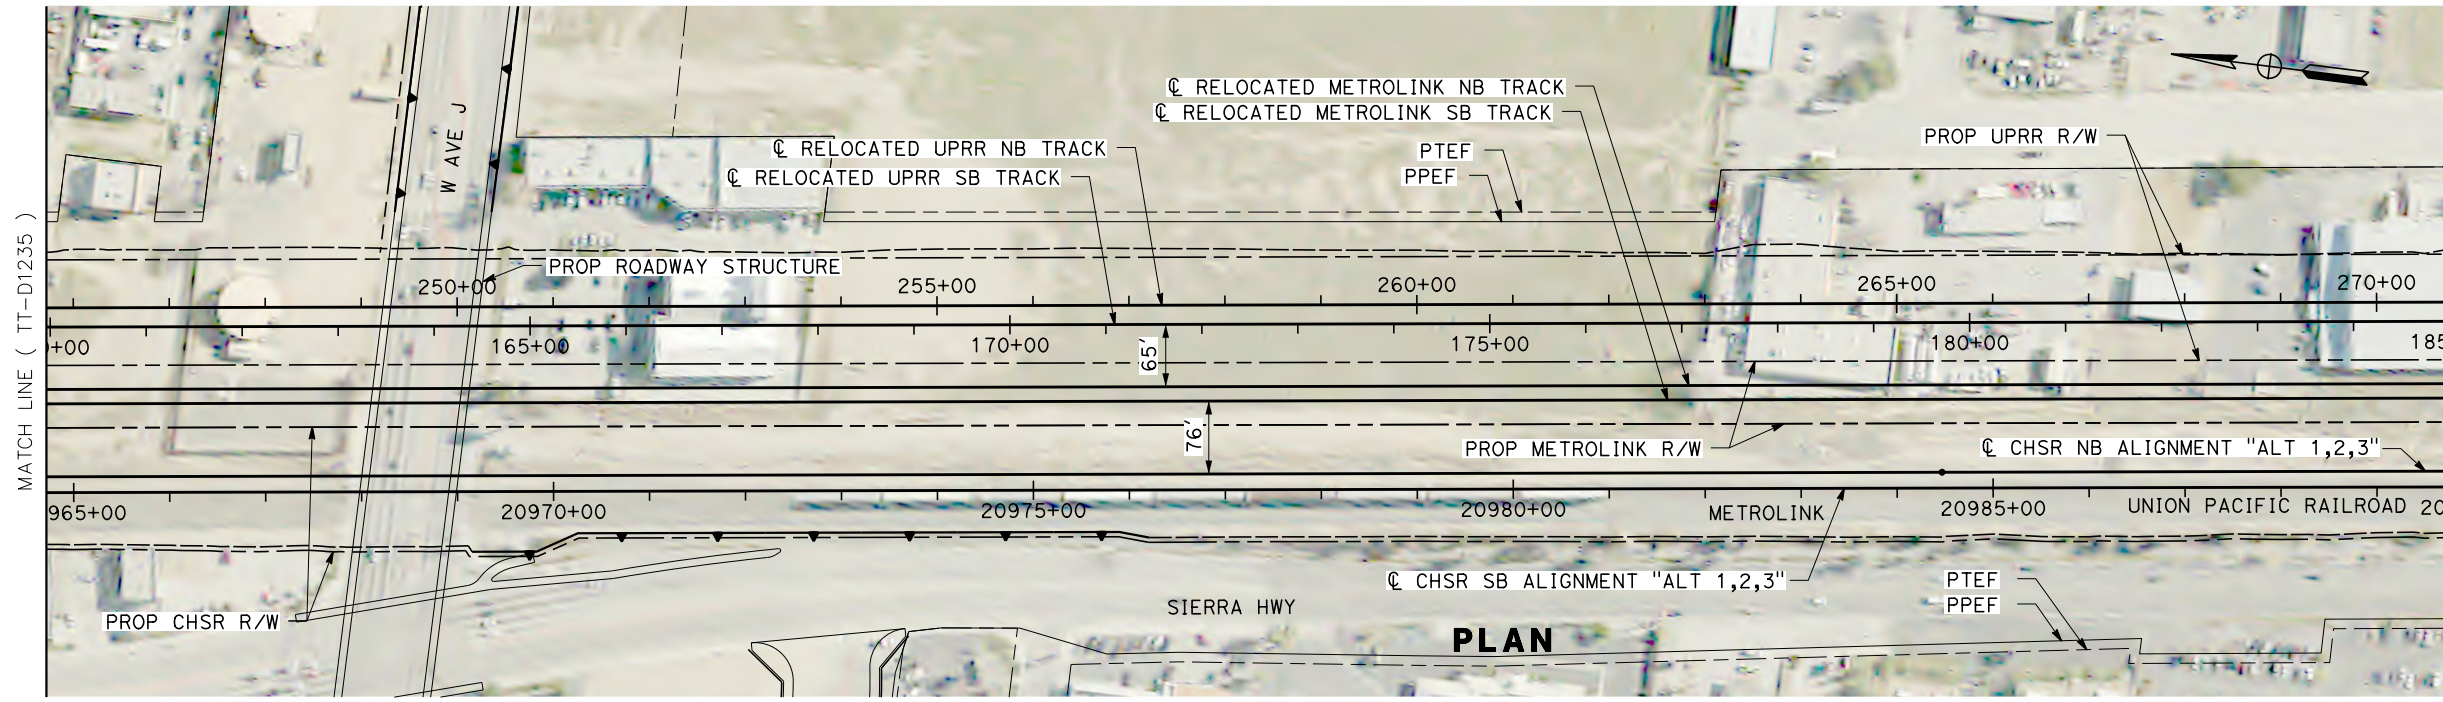 ℄ RELOCATED METROLINK NB TRACK
℄ RELOCATED METROLINK SB TRACK
W AVE J
℄ RELOCATED UPRR NB TRACK
℄ RELOCATED UPRR SB TRACK
PTEF
PPEF
PROP UPRR R/W
MATCH LINE ( TT-D1235 )
PROP ROADWAY STRUCTURE
250+00
255+00
260+00
265+00
270+00
+00
165+00
170+00
175+00
180+00
185
65'
76'
PROP METROLINK R/W
℄ CHSR NB ALIGNMENT "ALT 1,2,3"
965+00
20970+00
20975+00
20980+00
METROLINK
20985+00
UNION PACIFIC RAILROAD
20
℄ CHSR SB ALIGNMENT "ALT 1,2,3"
PTEF
PPEF
PROP CHSR R/W
SIERRA HWY
PLAN